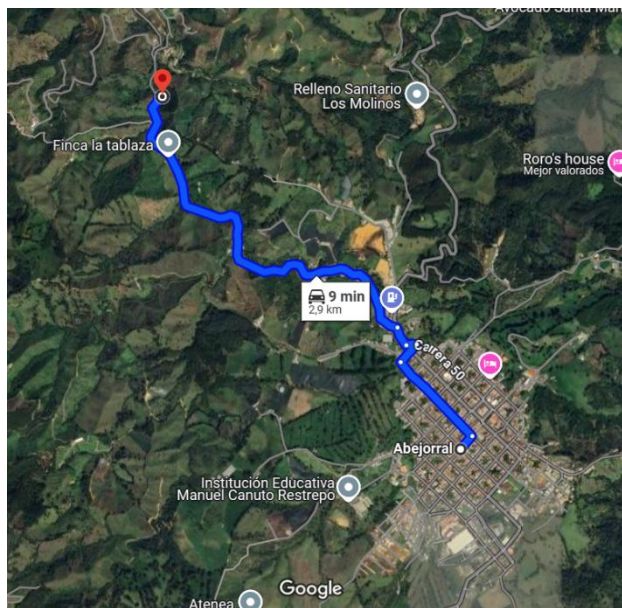 Avocado Santa Mar
Relleno Sanitario
Los Molinos
Finca la tablaza
Roro's house
Mejor valorados
9 min
2,9 km
Carrera 50
Abejorral
Institución Educativa
Manuel Canuto Restrepo
Google
Atenea